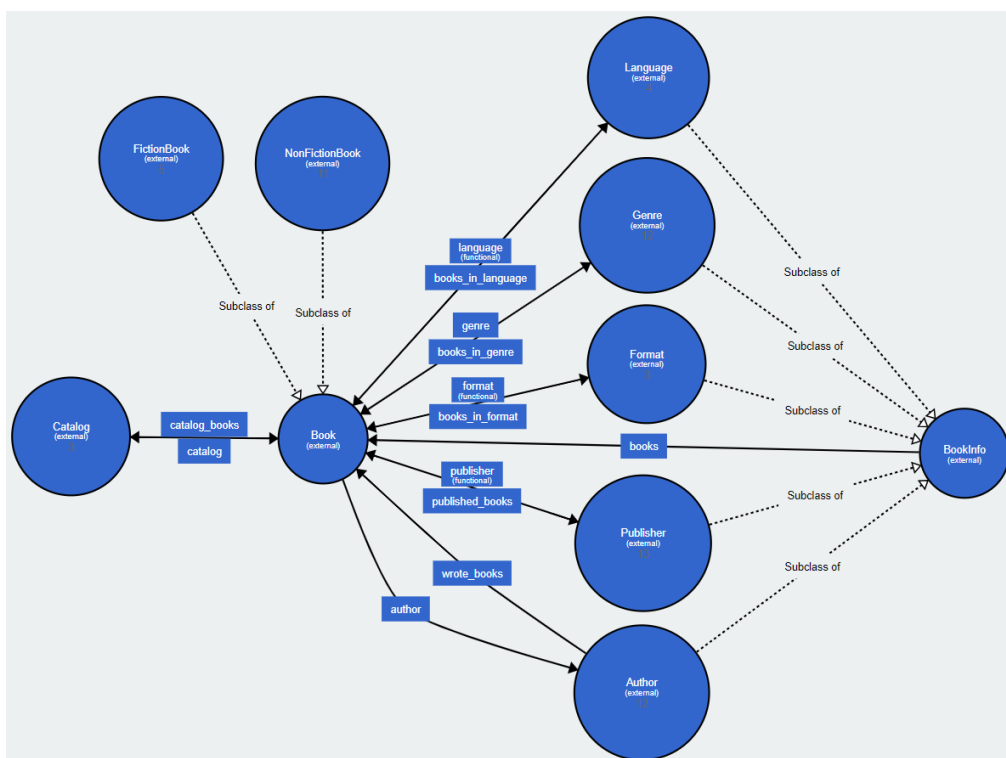 Language
(external)
FictionBook
(external)
NonFictionBook
(external)
Genre
(external)
language
(functional)
books_in_language
Subclass of
Subclass of
Subclass of
genre
books_in_genre
Subclass of
Format
(external)
format
(functional)
books_in_format
Subclass of
Catalog
(external)
catalog_books
catalog
Book
(external)
books
BookInfo
(external)
publisher
(functional)
published_books
Subclass of
Publisher
(external)
wrote_books
Subclass of
author
Author
(external)